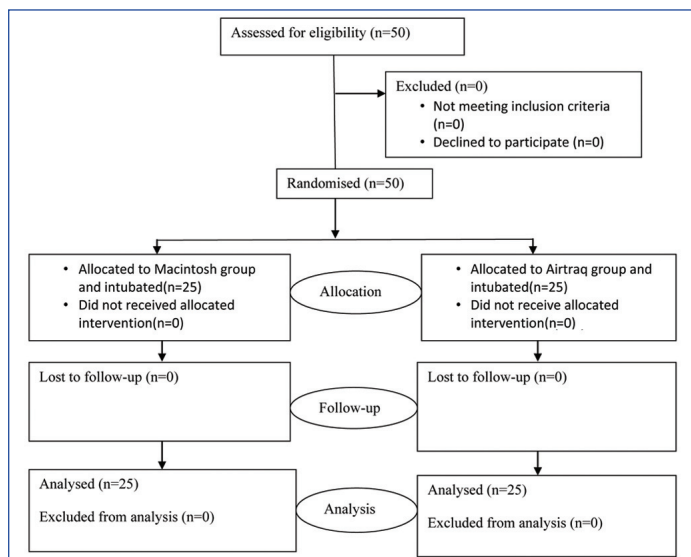 Assessed for eligibility (n=50)
Excluded (n=0)
• Not meeting inclusion criteria
(n=0)
• Declined to participate (n=0)
Randomised (n=50)
• Allocated to Macintosh group
and intubated(n=25)
• Did not received allocated
intervention(n=0)
Allocation
• Allocated to Airtraq group and
intubated(n=25)
• Did not receive allocated
intervention(n=0)
Lost to follow-up (n=0)
Follow-up
Lost to follow-up (n=0)
Analysed (n=25)
Excluded from analysis (n=0)
Analysis
Analysed (n=25)
Excluded from analysis (n=0)